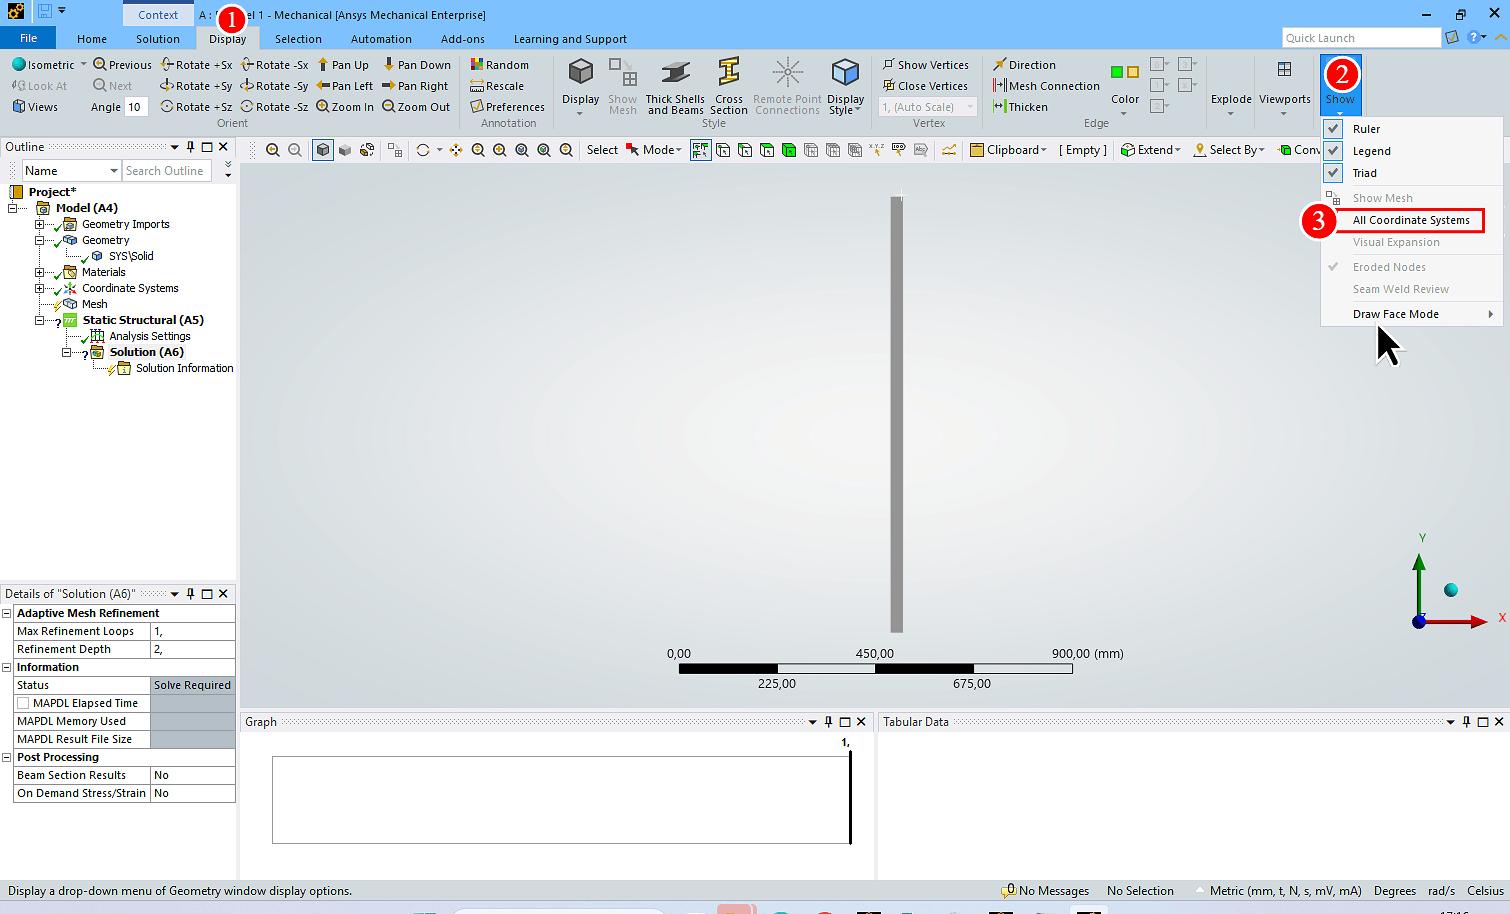 Context
A : 1 - Mechanical [Ansys Mechanical Enterprise]
1
File Home Solution Display Selection Automation Add-ons Learning and Support Quick Launch
Isometric Previous Rotate +Sx Rotate -Sx Pan Up Pan Down
Look At Next Rotate +Sy Rotate -Sy Pan Left Pan Right
Views Angle 10 Rotate +Sz Rotate -Sz Zoom In Zoom Out
Orient
Random
Rescale
Preferences
Annotation
Display
Show Mesh
Thick Shells and Beams
Cross Section
Remote Point Connections
Display Style
Style
Show Vertices
Close Vertices
1, (Auto Scale)
Vertex
Direction
Mesh Connection
Thicken
Color
Edge
Explode Viewports
2
Show
Ruler
Legend
Triad
Show Mesh
3
All Coordinate Systems
Visual Expansion
Eroded Nodes
Seam Weld Review
Draw Face Mode
Select Mode Clipboard [ Empty ] Extend Select By Conv
Outline
Name Search Outline
Project*
Model (A4)
Geometry Imports
Geometry
SYS\Solid
Materials
Coordinate Systems
Mesh
Static Structural (A5)
Analysis Settings
Solution (A6)
Solution Information
Y
X
0,00 450,00 900,00 (mm)
225,00 675,00
Details of "Solution (A6)"
Adaptive Mesh Refinement
Max Refinement Loops 1,
Refinement Depth 2,
Information
Status Solve Required
MAPDL Elapsed Time
MAPDL Memory Used
MAPDL Result File Size
Post Processing
Beam Section Results No
On Demand Stress/Strain No
Graph
1,
Tabular Data
Display a drop-down menu of Geometry window display options.
0 No Messages No Selection Metric (mm, t, N, s, mV, mA) Degrees rad/s Celsius